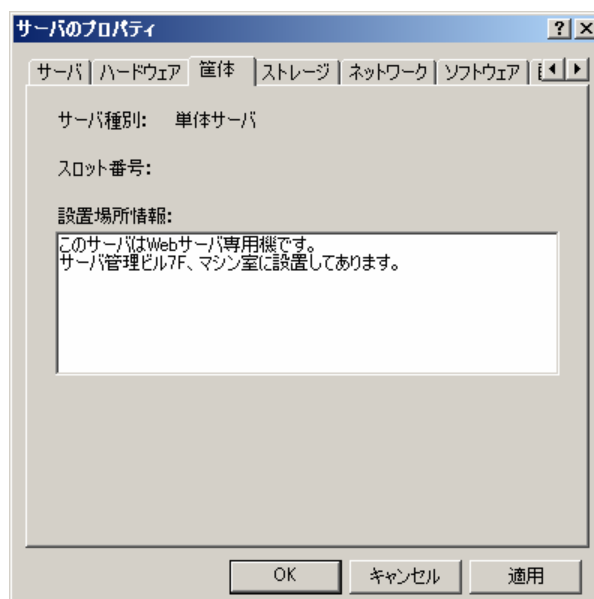 サーバのプロパティ
サーバ ハードウェア 筐体 ストレージ ネットワーク ソフトウェア
サーバ種別: 単体サーバ
スロット番号:
設置場所情報:
このサーバはWebサーバ専用機です。
サーバ管理ビル7F、マシン室に設置してあります。
OK キャンセル 適用